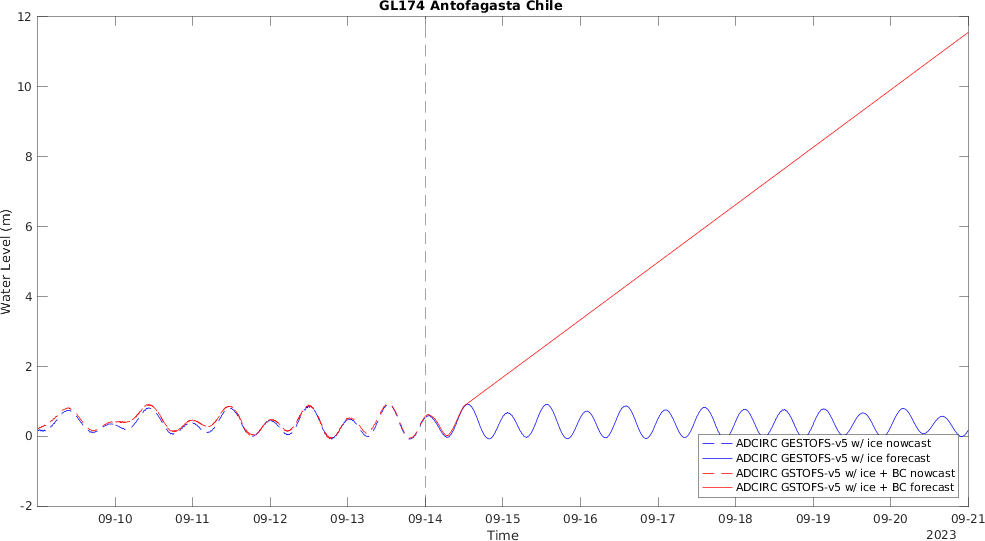 GL174 Antofagasta Chile
12
10
8
6
4
2
0
-2
Water Level (m)
09-10 09-11 09-12 09-13 09-14 09-15 09-16 09-17 09-18 09-19 09-20 09-21
Time
2023
ADCIRC GESTOFS-v5 w/ ice nowcast
ADCIRC GESTOFS-v5 w/ ice forecast
ADCIRC GSTOFS-v5 w/ ice + BC nowcast
ADCIRC GSTOFS-v5 w/ ice + BC forecast